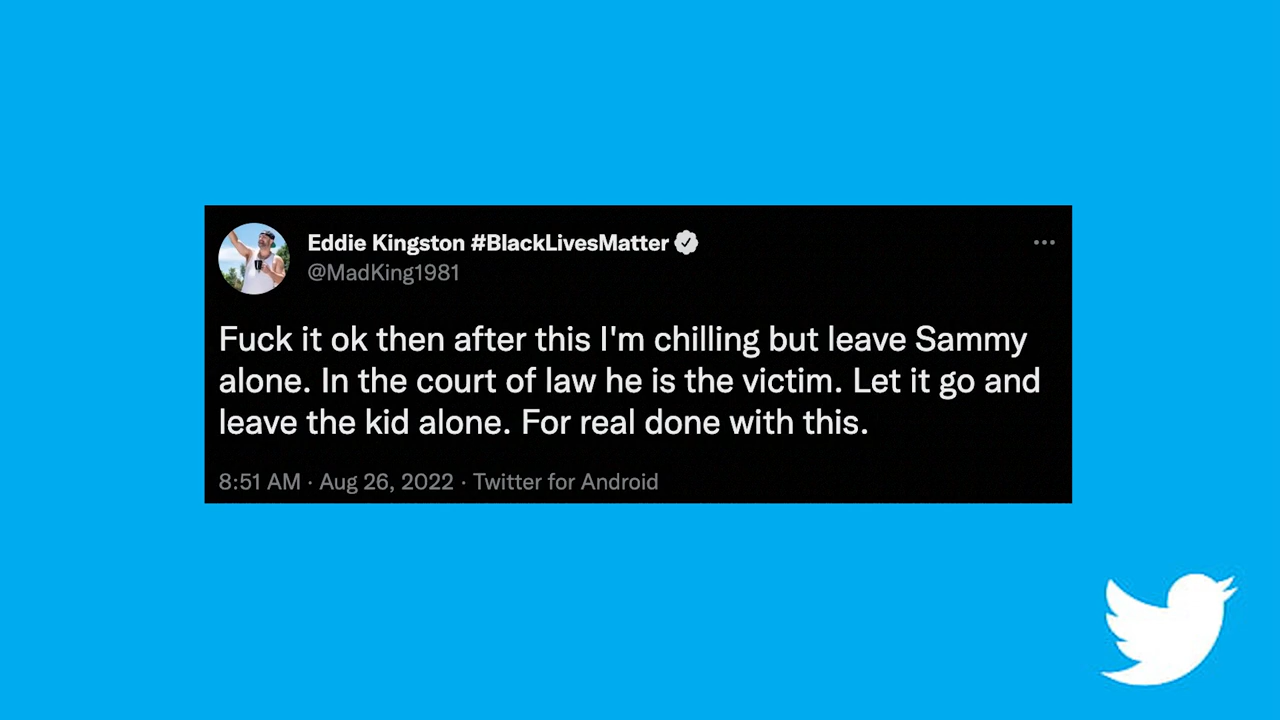 Eddie Kingston #BlackLivesMatter
@MadKing1981
Fuck it ok then after this I'm chilling but leave Sammy
alone. In the court of law he is the victim. Let it go and
leave the kid alone. For real done with this.
8:51 AM · Aug 26, 2022 · Twitter for Android